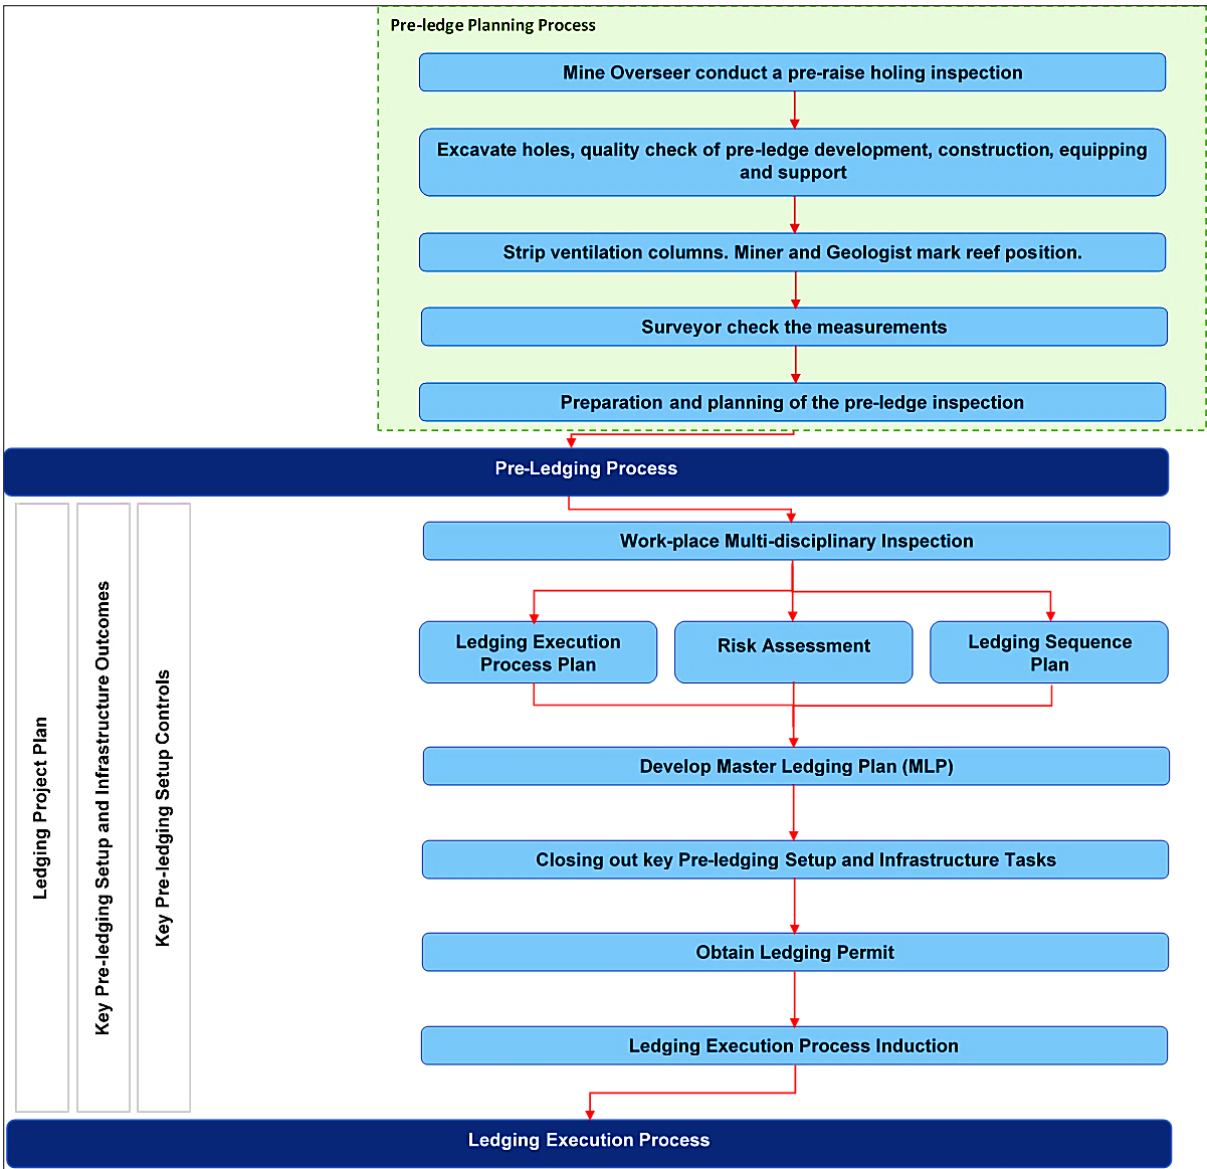 Pre-ledge Planning Process
Mine Overseer conduct a pre-raise holing inspection
Excavate holes, quality check of pre-ledge development, construction, equipping
and support
Strip ventilation columns. Miner and Geologist mark reef position.
Surveyor check the measurements
Preparation and planning of the pre-ledge inspection
Pre-Ledging Process
Ledging Project Plan
Key Pre-ledging Setup and Infrastructure Outcomes
Key Pre-ledging Setup Controls
Work-place Multi-disciplinary Inspection
Ledging Execution
Process Plan
Risk Assessment
Ledging Sequence
Plan
Develop Master Ledging Plan (MLP)
Closing out key Pre-ledging Setup and Infrastructure Tasks
Obtain Ledging Permit
Ledging Execution Process Induction
Ledging Execution Process